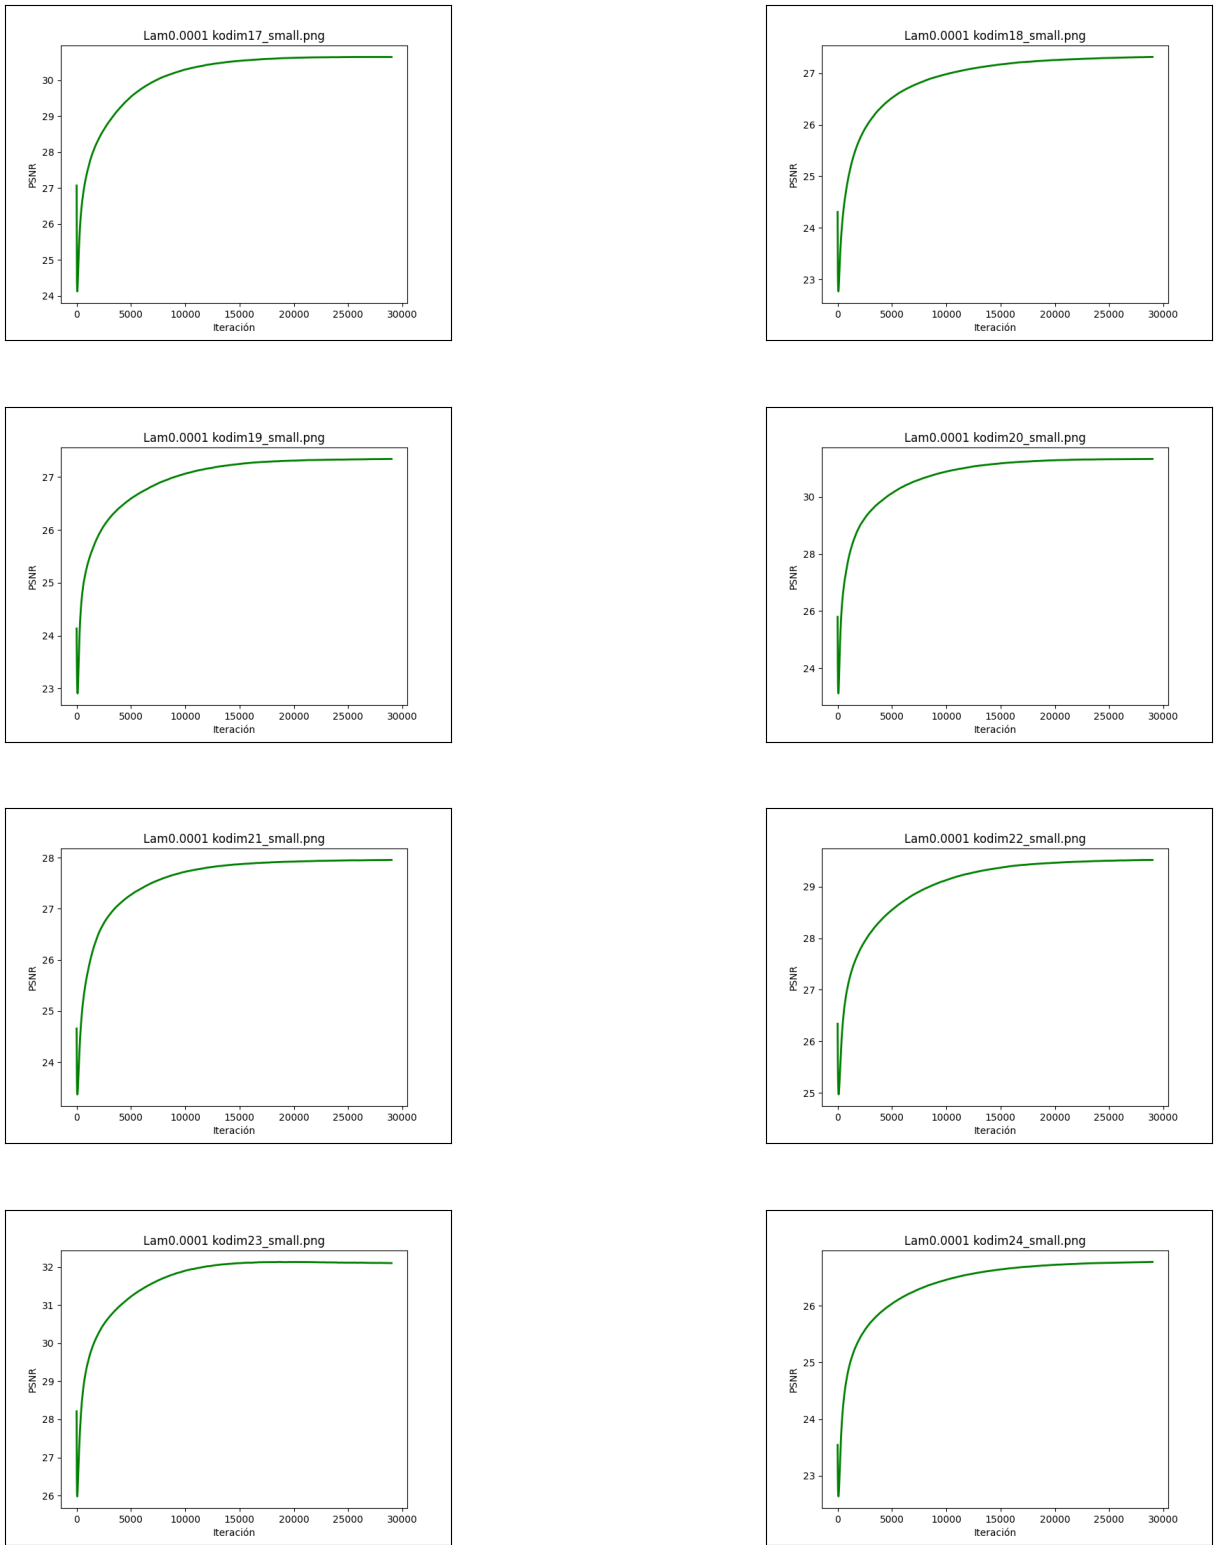 Lam0.0001 kodim17_small.png
PSNR
30
29
28
27
26
25
24
0 5000 10000 15000 20000 25000 30000
Iteración
Lam0.0001 kodim18_small.png
PSNR
27
26
25
24
23
0 5000 10000 15000 20000 25000 30000
Iteración
Lam0.0001 kodim19_small.png
PSNR
27
26
25
24
23
0 5000 10000 15000 20000 25000 30000
Iteración
Lam0.0001 kodim20_small.png
PSNR
30
28
26
24
0 5000 10000 15000 20000 25000 30000
Iteración
Lam0.0001 kodim21_small.png
PSNR
28
27
26
25
24
0 5000 10000 15000 20000 25000 30000
Iteración
Lam0.0001 kodim22_small.png
PSNR
29
28
27
26
25
0 5000 10000 15000 20000 25000 30000
Iteración
Lam0.0001 kodim23_small.png
PSNR
32
31
30
29
28
27
26
0 5000 10000 15000 20000 25000 30000
Iteración
Lam0.0001 kodim24_small.png
PSNR
26
25
24
23
0 5000 10000 15000 20000 25000 30000
Iteración